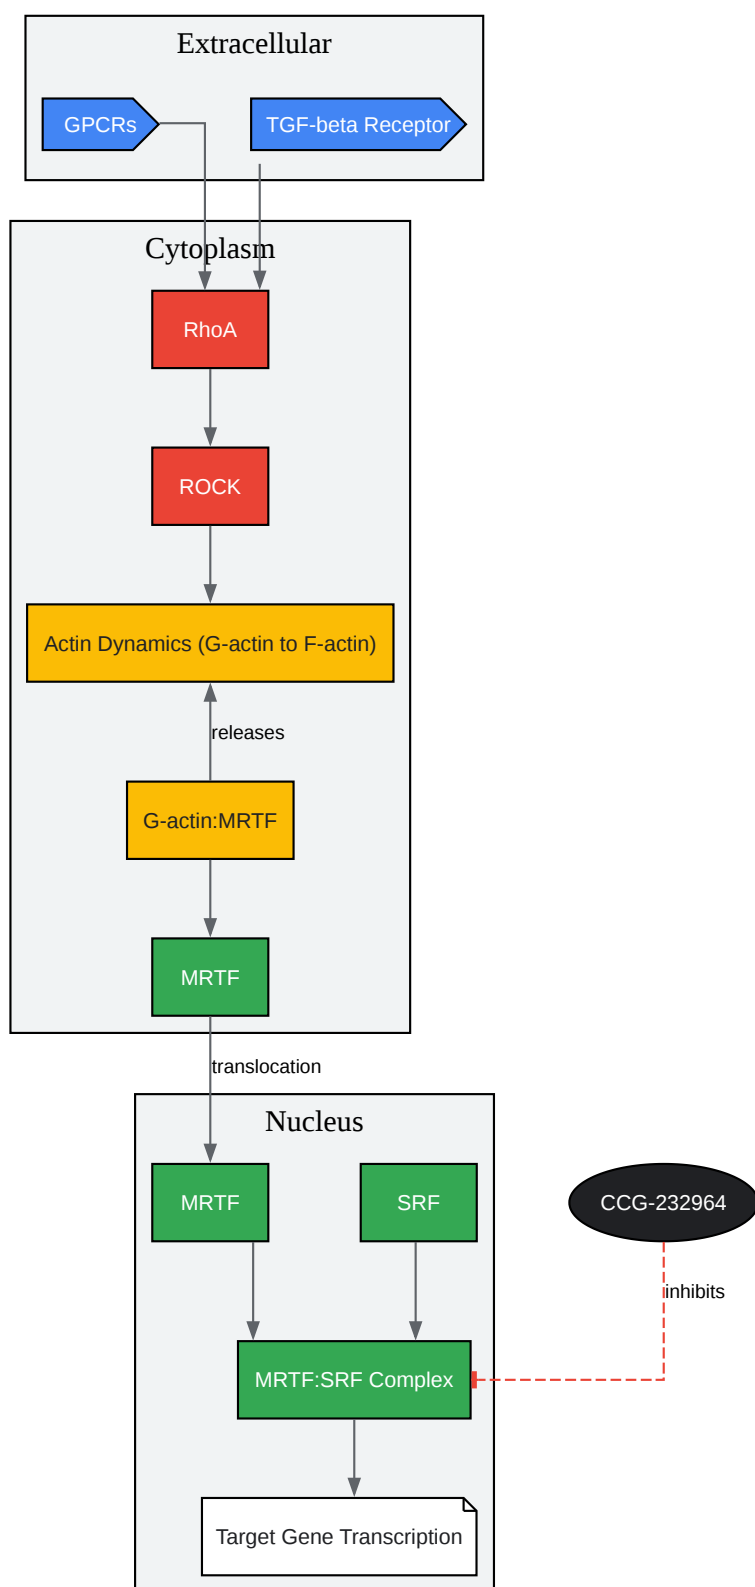 Extracellular
GPCRs
TGF-beta Receptor
Cytoplasm
RhoA
ROCK
Actin Dynamics (G-actin to F-actin)
releases
G-actin:MRTF
MRTF
translocation
Nucleus
MRTF
SRF
CCG-232964
inhibits
MRTF:SRF Complex
Target Gene Transcription